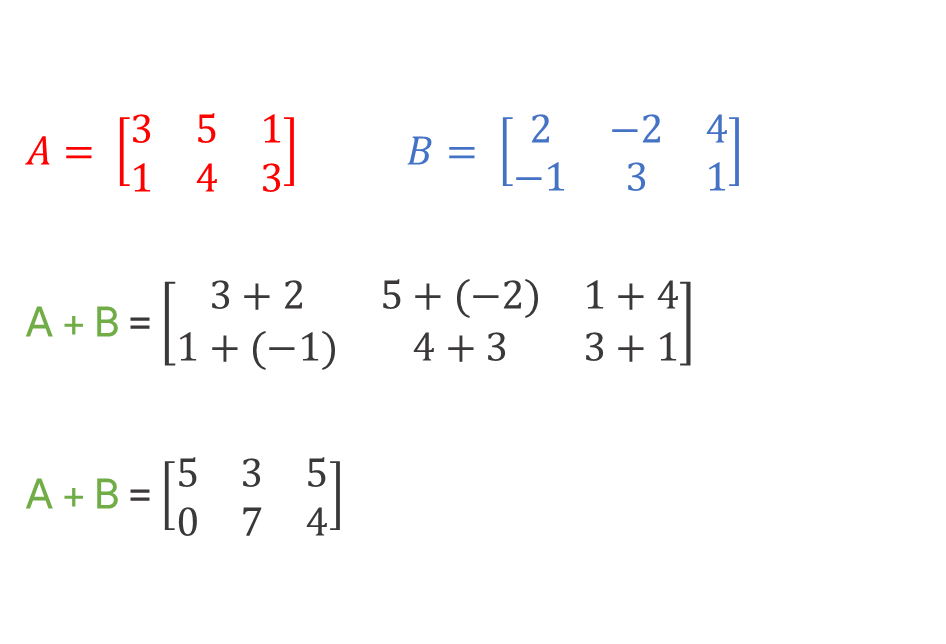 A = [3 5 1
1 4 3] B = [2 −2 4
−1 3 1]
A + B = [3 + 2 5 + (−2) 1 + 4
1 + (−1) 4 + 3 3 + 1]
A + B = [5 3 5
0 7 4]